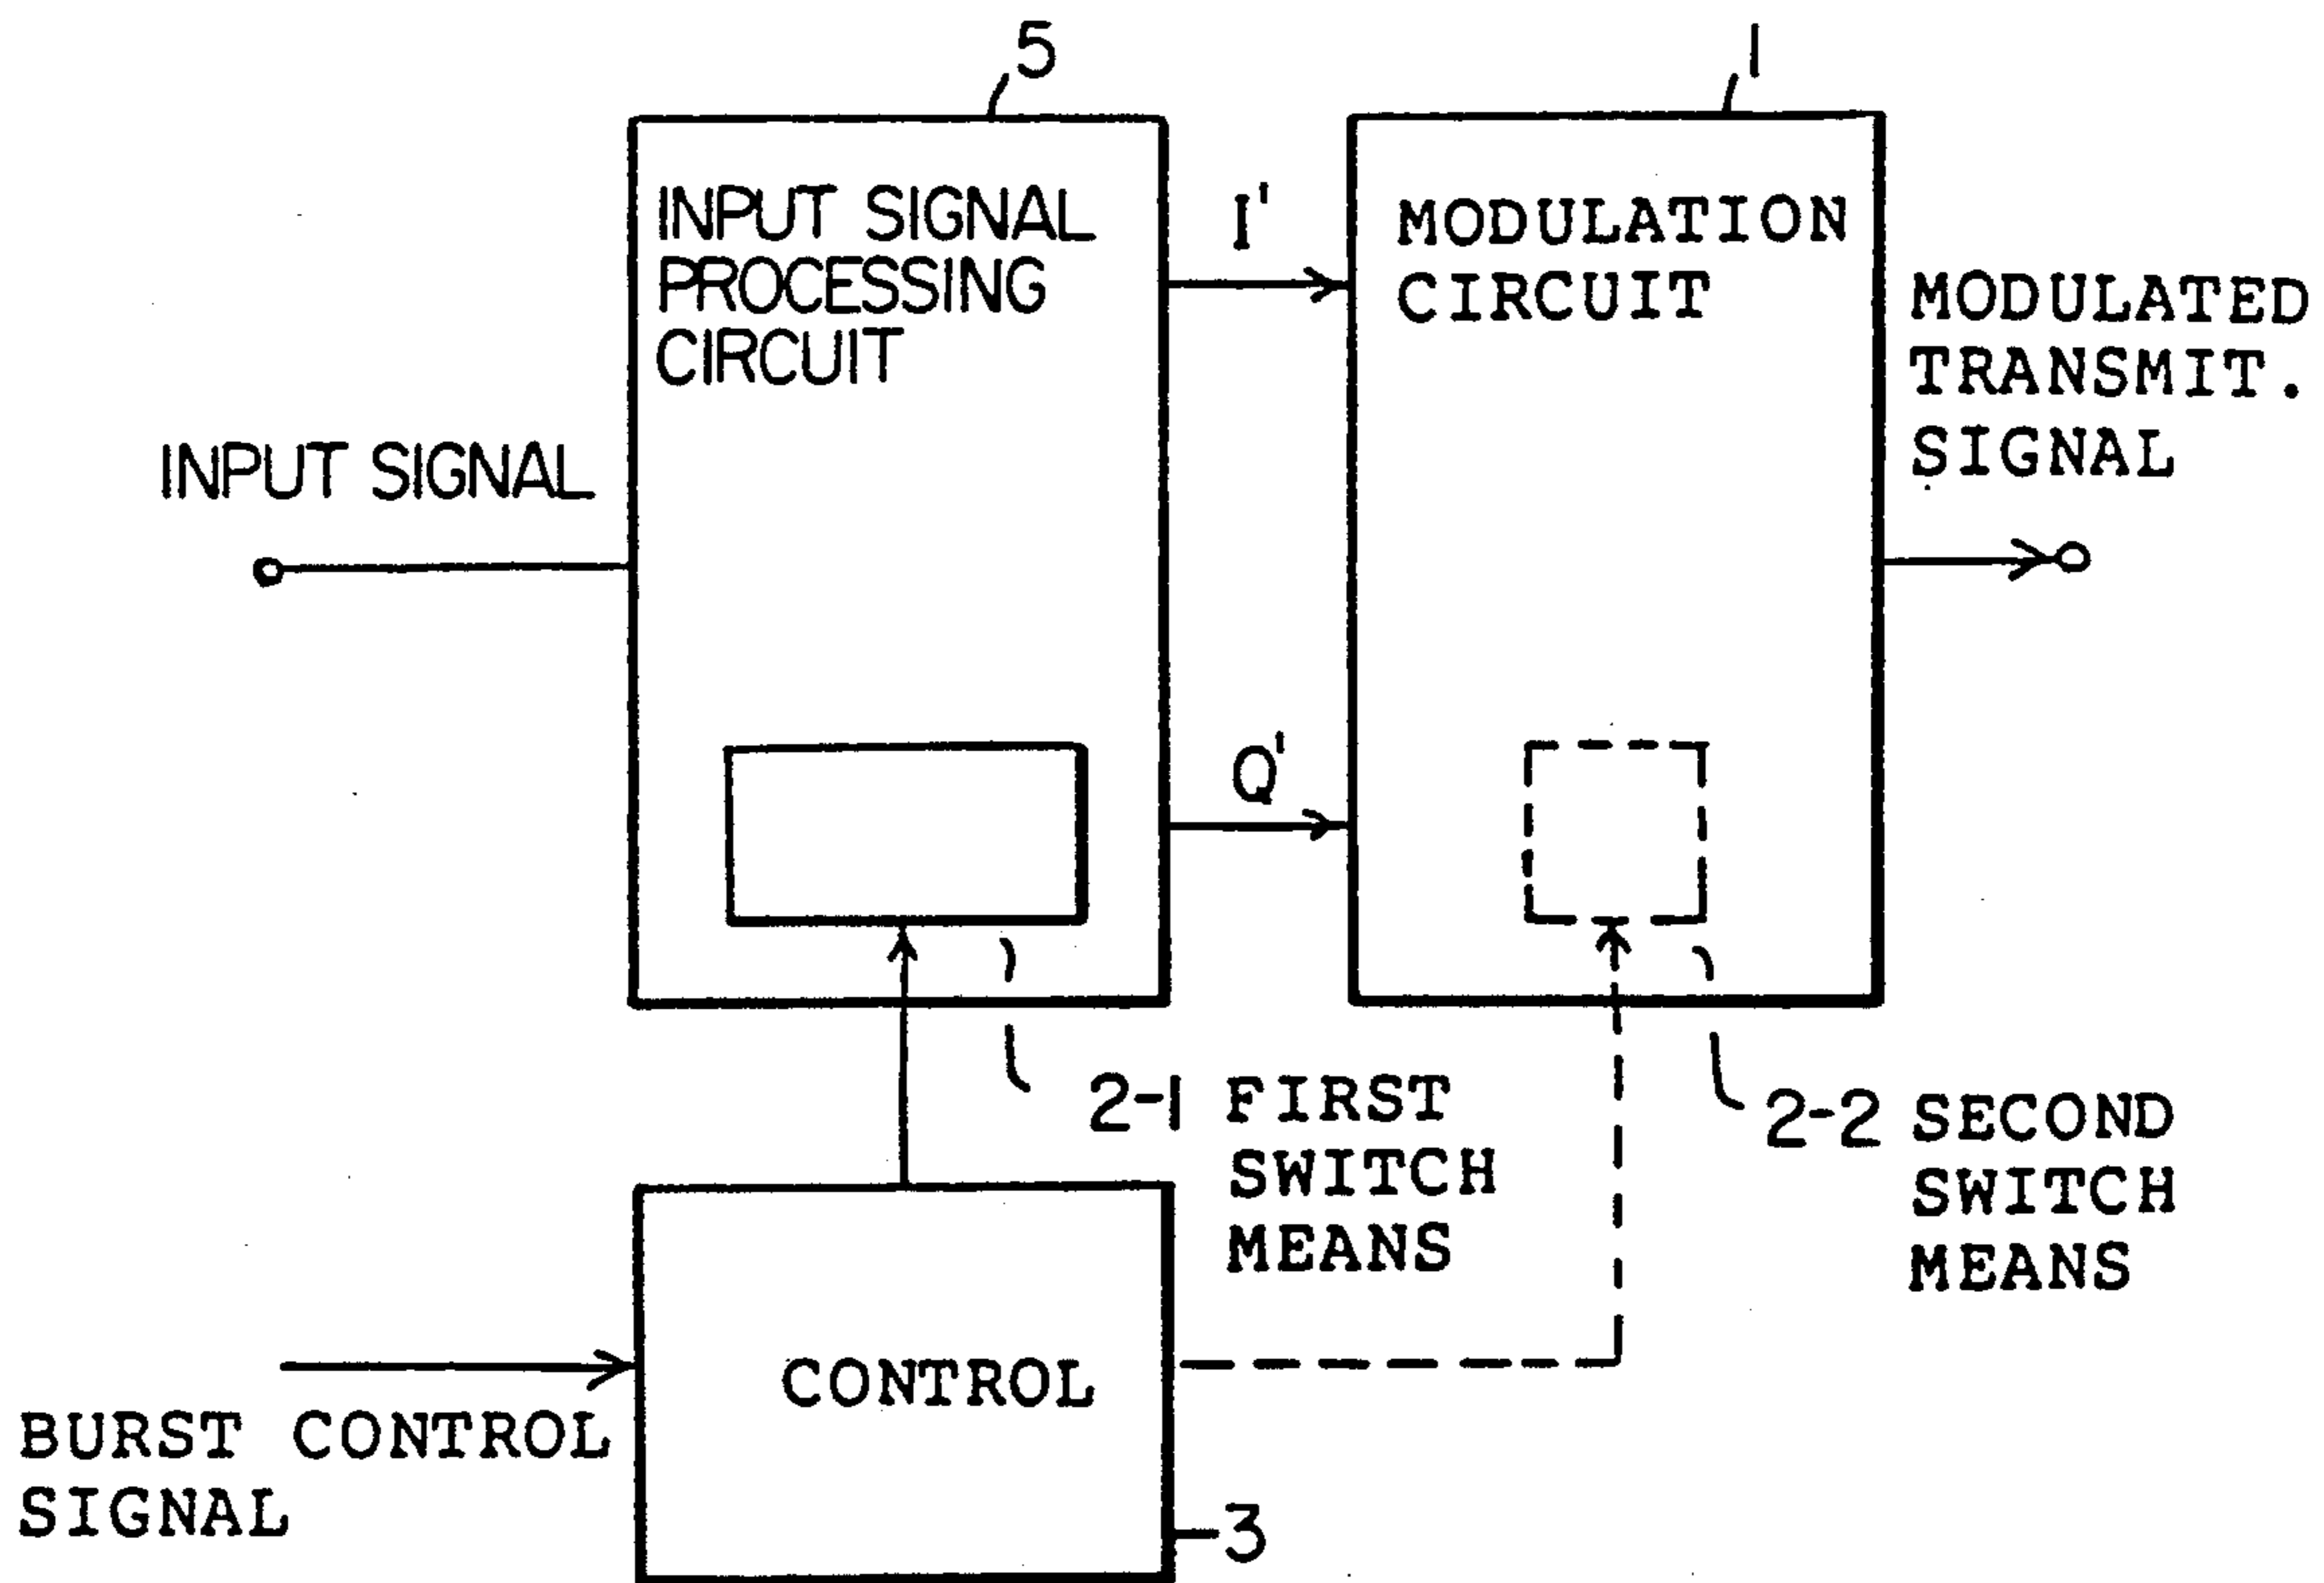 5
1
INPUT SIGNAL
PROCESSING
CIRCUIT
I'
MODULATION
CIRCUIT
MODULATED
TRANSMIT.
SIGNAL
INPUT SIGNAL
Q'
2-1 FIRST
SWITCH
MEANS
2-2 SECOND
SWITCH
MEANS
CONTROL
BURST CONTROL
SIGNAL
3